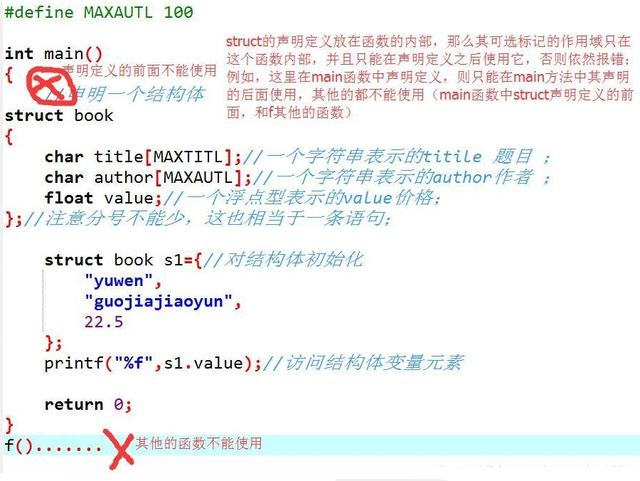 #define MAXAUTL 100
int main()
{
声明定义的前面不能使用
//申明一个结构体
struct的声明定义放在函数的内部，那么其可选标记的作用域只在
这个函数内部，并且只能在声明定义之后使用它，否则依然报错；
例如，这里在main函数中声明定义，则只能在main方法中其声明
的后面使用，其他的都不能使用（main函数中struct声明定义的前
面，和f其他的函数）
struct book
{
char title[MAXTITL];//一个字符串表示的titile 题目 ；
char author[MAXAUTL];//一个字符串表示的author作者 ；
float value;//一个浮点型表示的value价格；
};//注意分号不能少，这也相当于一条语句；
struct book s1={//对结构体初始化
"yuwen",
"guojiajiaoyun",
22.5
};
printf("%f",s1.value);//访问结构体变量元素
return 0;
}
f().......
其他的函数不能使用